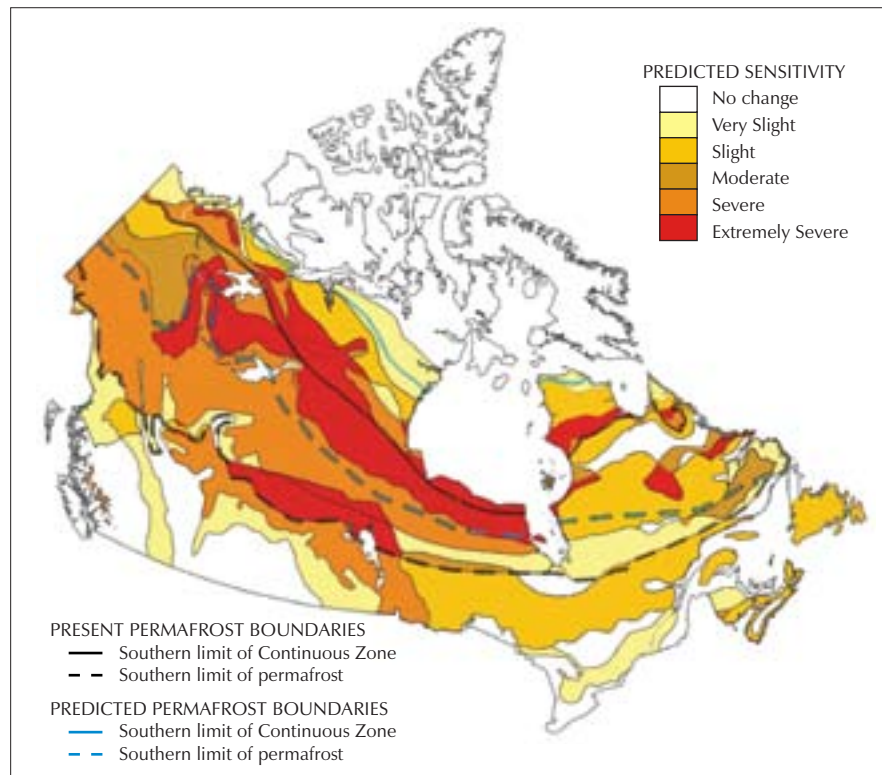 PREDICTED SENSITIVITY
No change
Very Slight
Slight
Moderate
Severe
Extremely Severe
PRESENT PERMAFROST BOUNDARIES
Southern limit of Continuous Zone
Southern limit of permafrost
PREDICTED PERMAFROST BOUNDARIES
Southern limit of Continuous Zone
Southern limit of permafrost